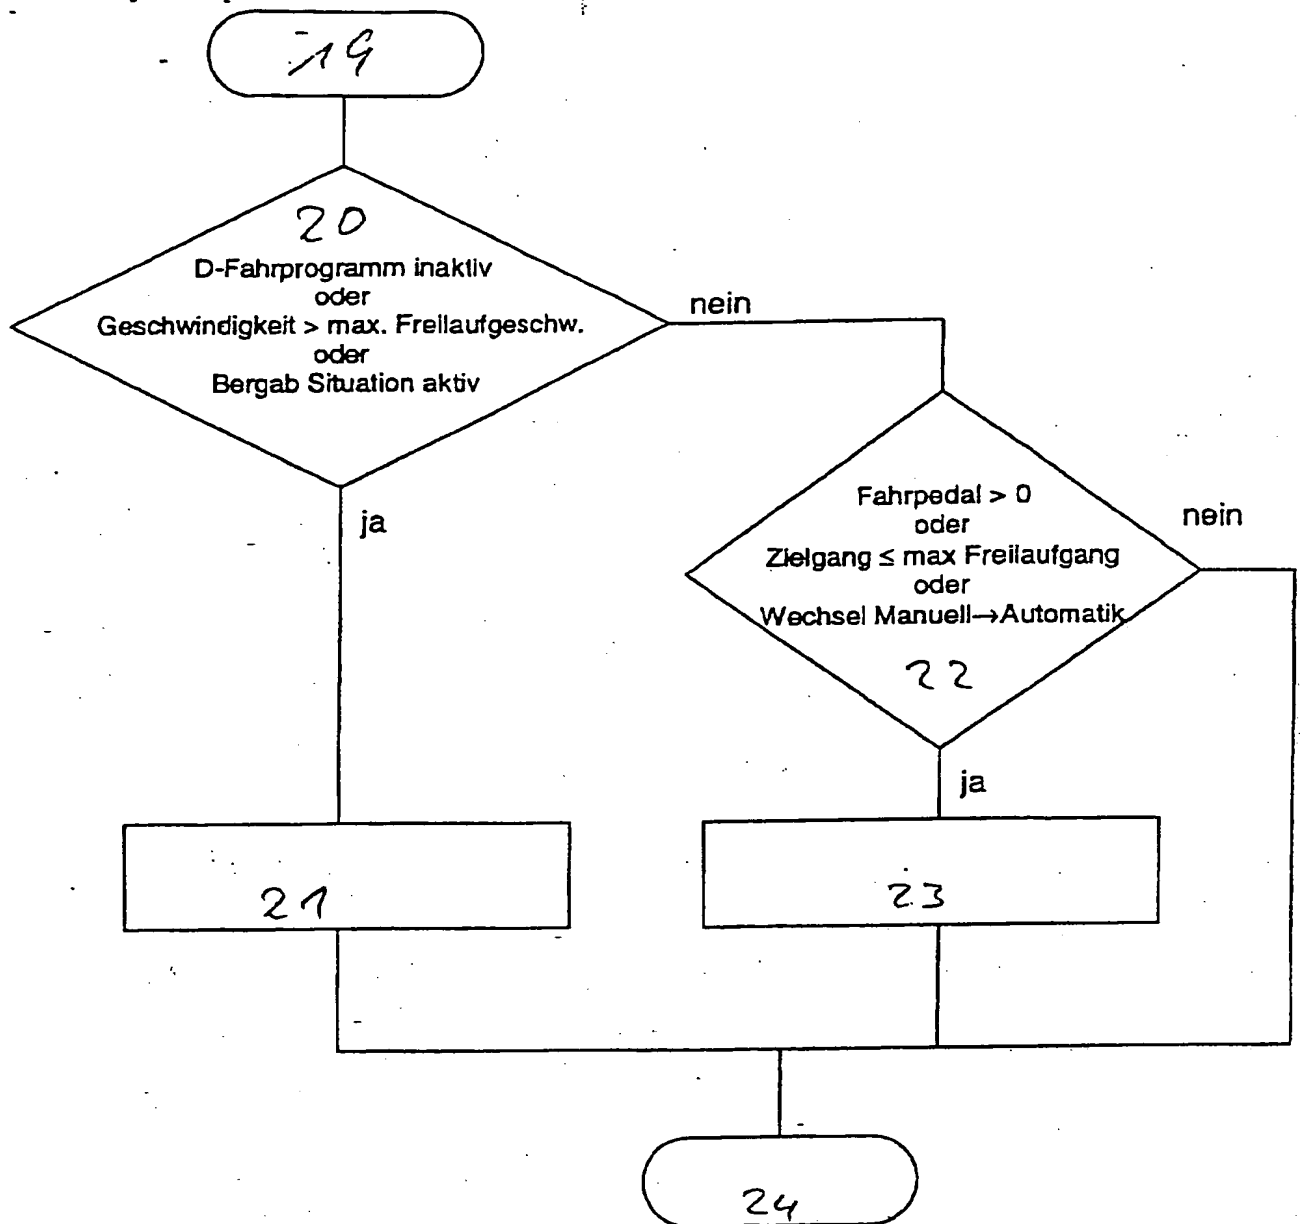 19
20
D-Fahrprogramm inaktiv
oder
Geschwindigkeit > max. Freilaufgeschw.
oder
Bergab Situation aktiv
nein
ja
Fahrpedal > 0
oder
Zielgang ≤ max Freilaufgang
oder
Wechsel Manuell→Automatik
22
nein
ja
21
23
24